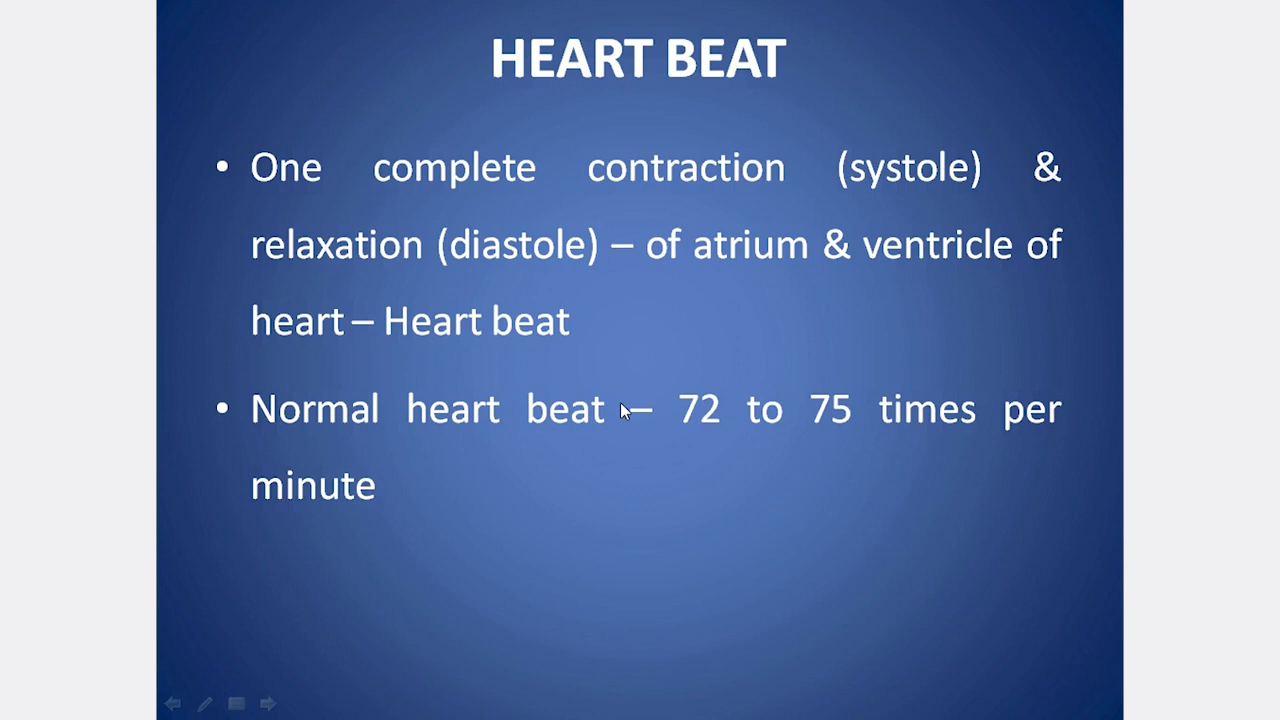 HEART BEAT
• One complete contraction (systole) &
relaxation (diastole) – of atrium & ventricle of
heart – Heart beat
• Normal heart beat – 72 to 75 times per
minute